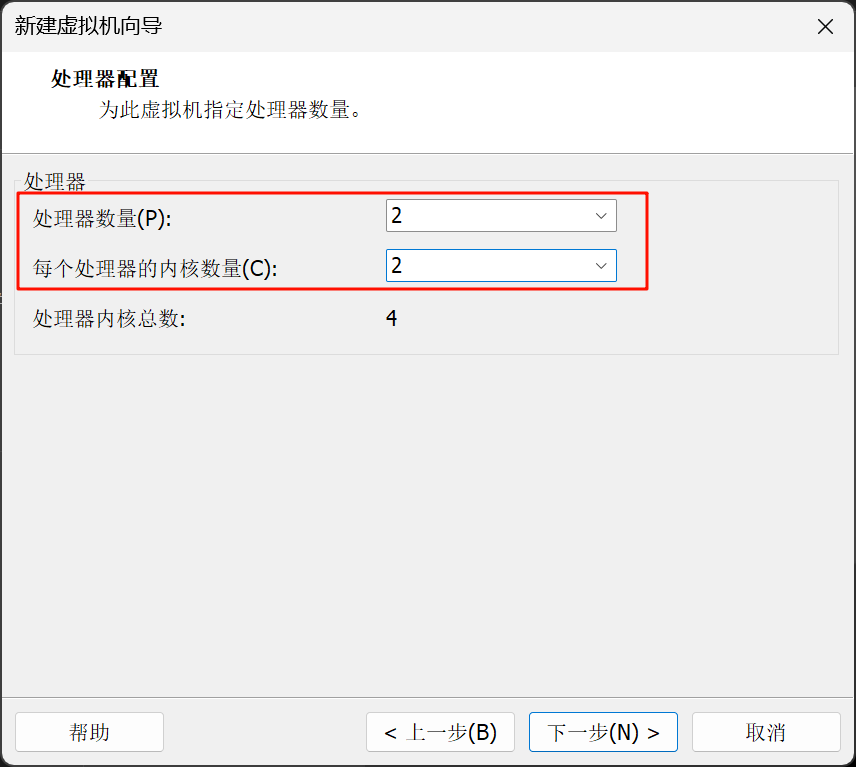 新建虚拟机向导
处理器配置
为此虚拟机指定处理器数量。
处理器
处理器数量(P): 2
每个处理器的内核数量(C): 2
处理器内核总数: 4
帮助 < 上一步(B) 下一步(N) > 取消